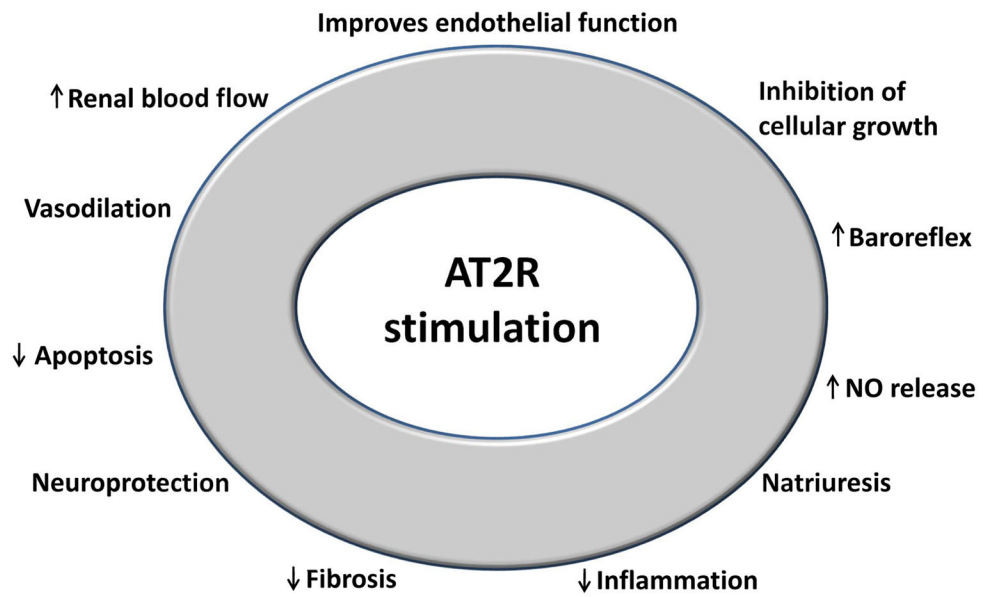 Improves endothelial function
↑Renal blood flow
Inhibition of
cellular growth
Vasodilation
↑Baroreflex
AT2R
stimulation
↓ Apoptosis
↑NO release
Neuroprotection
Natriuresis
↓Fibrosis
↓Inflammation